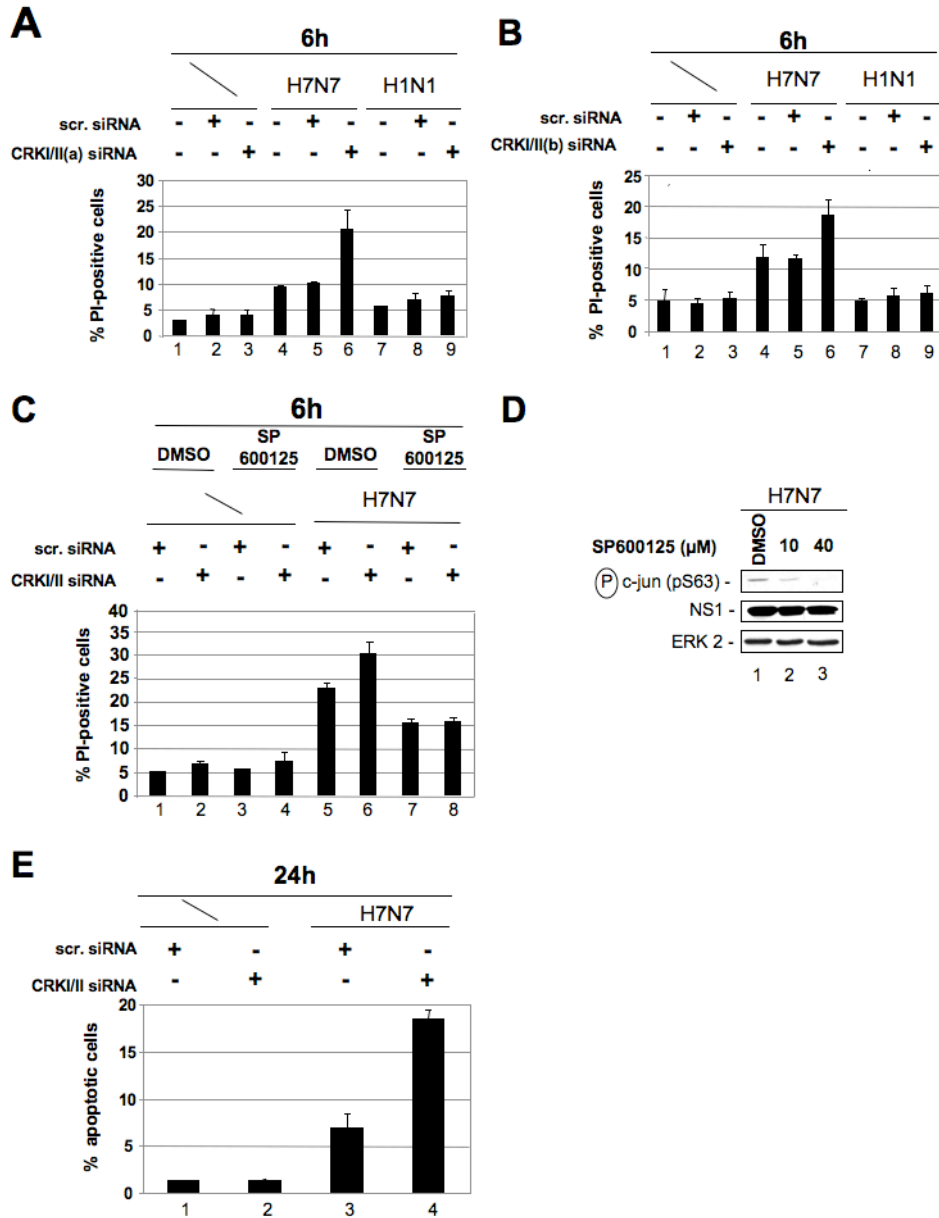 A
6h
H7N7 H1N1
scr. siRNA - + - - + - - + -
CRKI/II(a) siRNA - - + - - + - - +
% PI-positive cells
30
25
20
15
10
5
0
1 2 3 4 5 6 7 8 9
B
6h
H7N7 H1N1
scr. siRNA - + - - + - - + -
CRKI/II(b) siRNA - - + - - + - - +
% PI-positive cells
25
20
15
10
5
0
1 2 3 4 5 6 7 8 9
C
6h
DMSO SP 600125 DMSO SP 600125
H7N7
scr. siRNA + - + - + - + -
CRKI/II siRNA - + - + - + - +
% PI-positive cells
40
35
30
25
20
15
10
5
0
1 2 3 4 5 6 7 8
D
H7N7
SP600125 (µM) DMSO 10 40
P c-jun (pS63) -
NS1 -
ERK 2 -
1 2 3
E
24h
H7N7
scr. siRNA + - + -
CRKI/II siRNA - + - +
% apoptotic cells
20
15
10
5
0
1 2 3 4